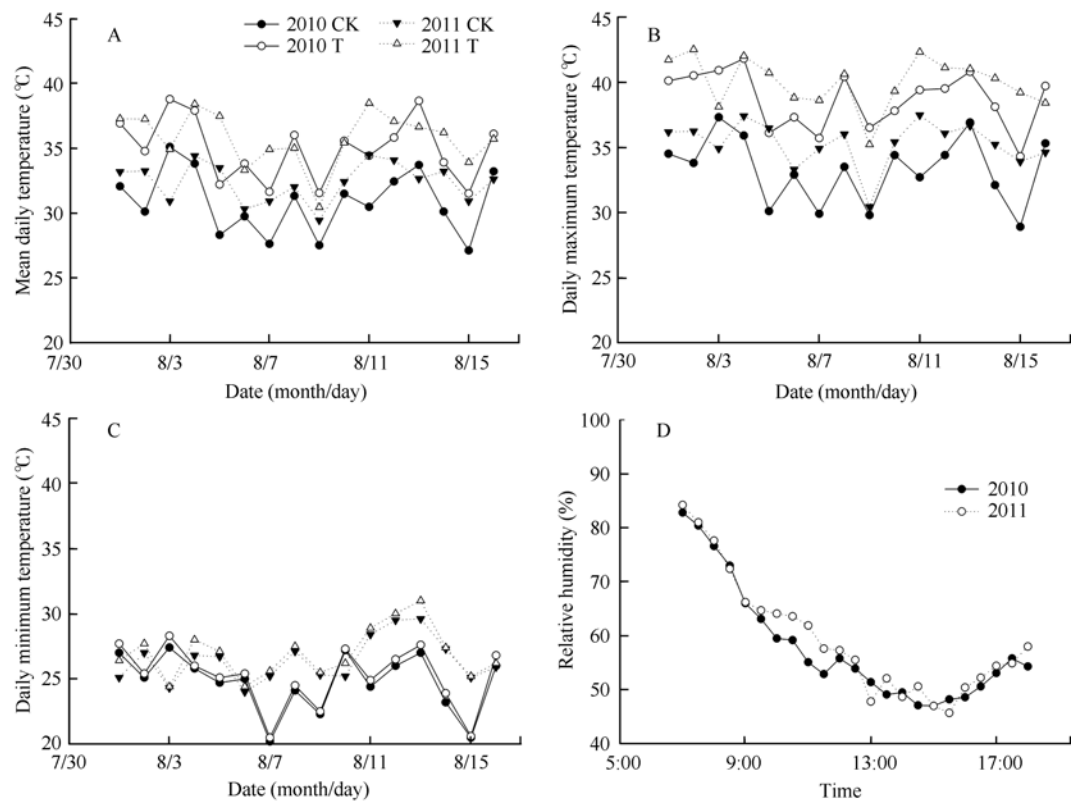 A
2010 CK
2010 T
2011 CK
2011 T
Mean daily temperature (℃)
45
40
35
30
25
20
7/30
8/3
8/7
8/11
8/15
Date (month/day)
B
Daily maximum temperature (℃)
45
40
35
30
25
20
7/30
8/3
8/7
8/11
8/15
Date (month/day)
C
Daily minimum temperature (℃)
45
40
35
30
25
20
7/30
8/3
8/7
8/11
8/15
Date (month/day)
D
2010
2011
Relative humidity (%)
100
90
80
70
60
50
40
5:00
9:00
13:00
17:00
Time